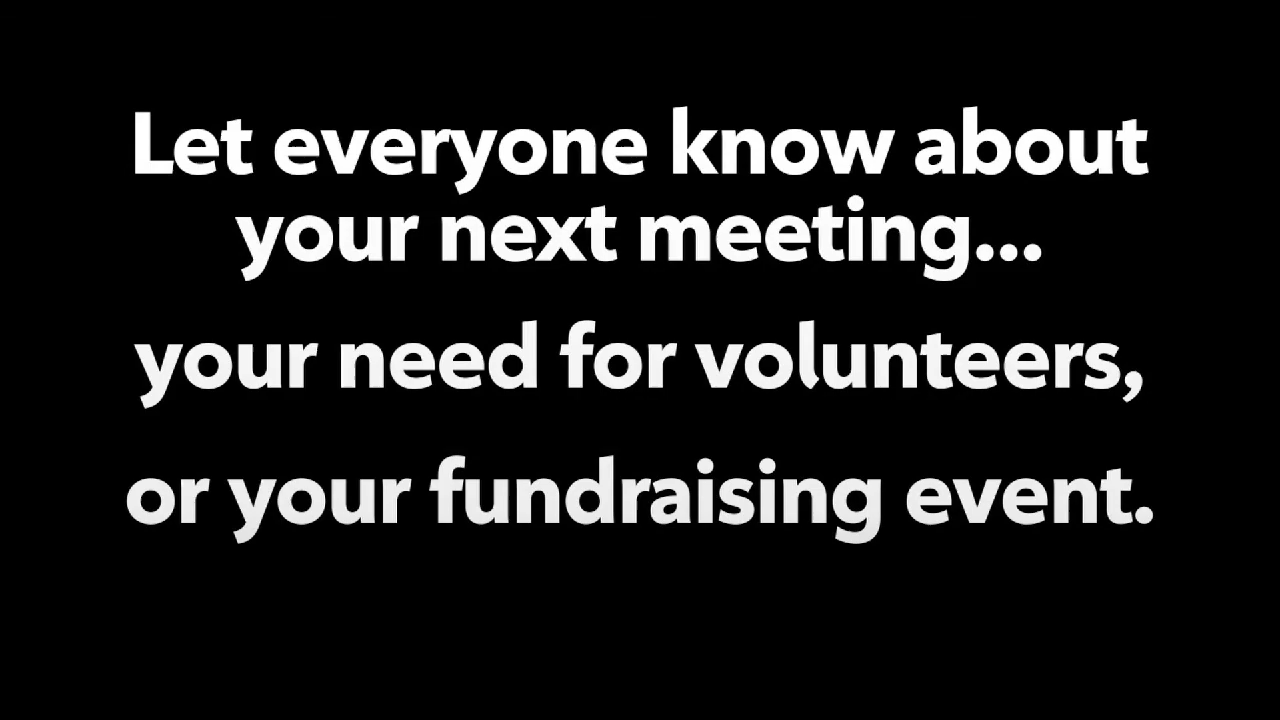 Let everyone know about
your next meeting...
your need for volunteers,
or your fundraising event.